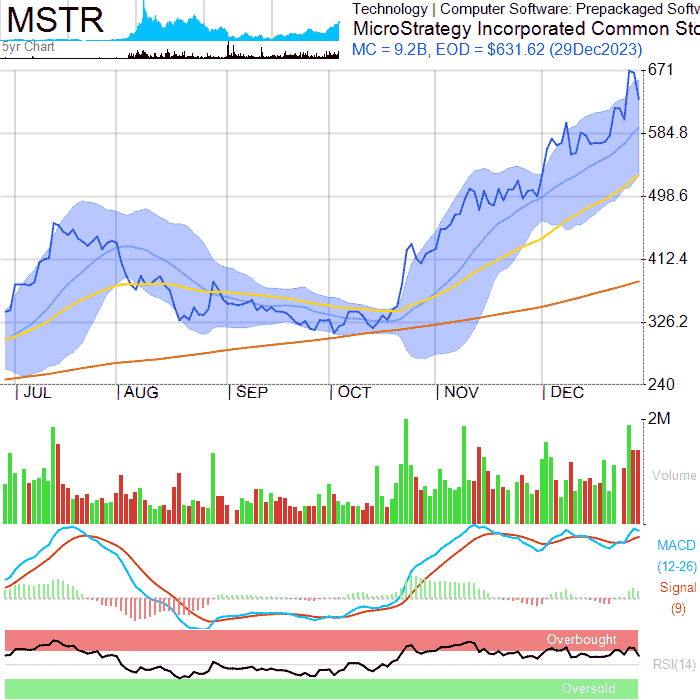 MSTR
5yr Chart
Technology | Computer Software: Prepackaged Softw
MicroStrategy Incorporated Common Sto
MC = 9.2B, EOD = $631.62 (29Dec2023)
671
584.8
498.6
412.4
326.2
240
JUL AUG SEP OCT NOV DEC
2M
Volume
MACD
(12-26)
Signal
(9)
Overbought
RSI(14)
Oversold